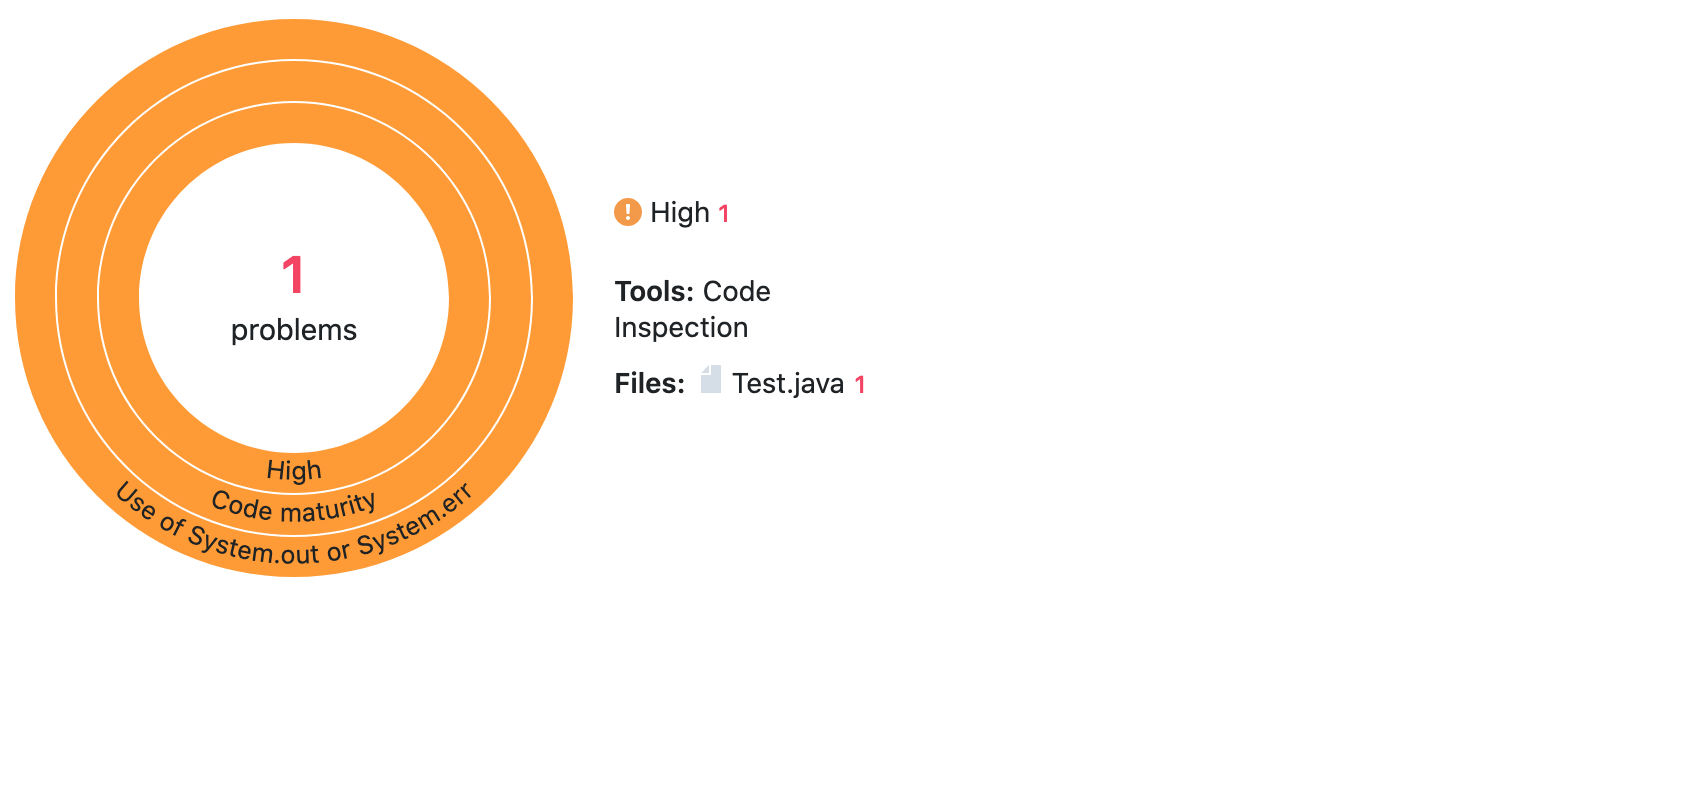 1
problems
High
Code maturity
Use of System.out or System.err
High 1
Tools: Code
Inspection
Files: Test.java 1